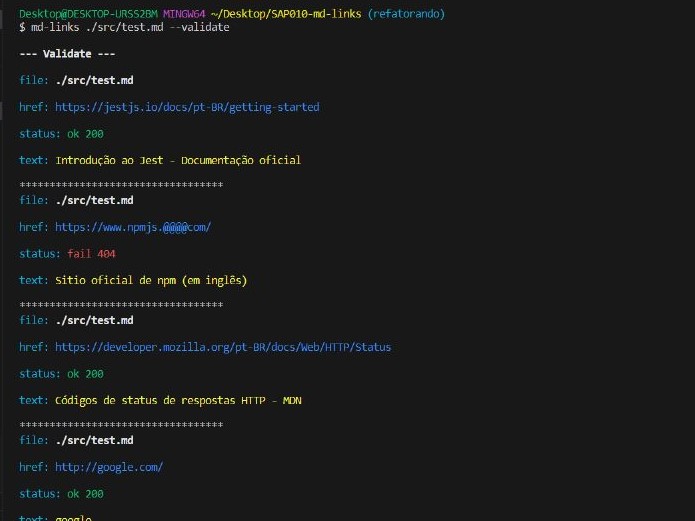 Desktop@DESKTOP-URSS2BM MINGW64 ~/Desktop/SAP010-md-links (refatorando)
$ md-links ./src/test.md --validate
--- Validate ---
file: ./src/test.md
href: https://jestjs.io/docs/pt-BR/getting-started
status: ok 200
text: Introdução ao Jest - Documentação oficial
**********************************
file: ./src/test.md
href: https://www.npmjs.@@@@com/
status: fail 404
text: Sitio oficial de npm (em inglês)
**********************************
file: ./src/test.md
href: https://developer.mozilla.org/pt-BR/docs/Web/HTTP/Status
status: ok 200
text: Códigos de status de respostas HTTP - MDN
**********************************
file: ./src/test.md
href: http://google.com/
status: ok 200
text: google